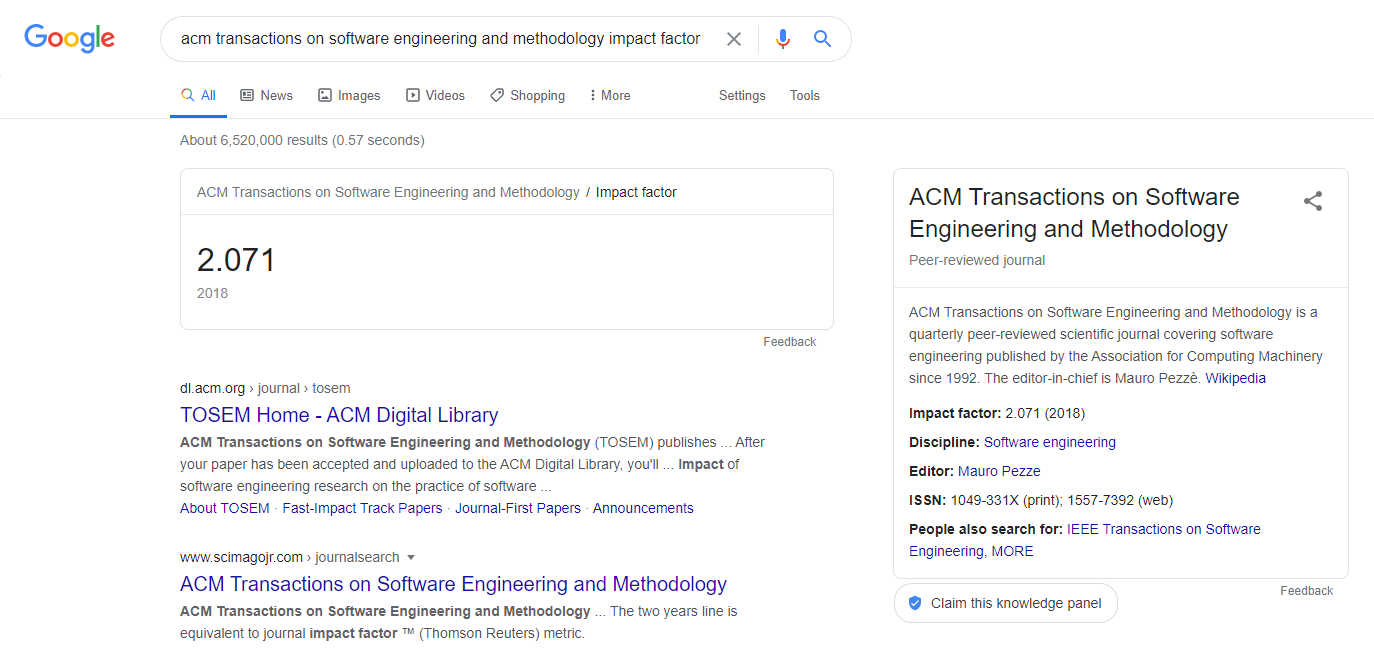 Google
acm transactions on software engineering and methodology impact factor
All News Images Videos Shopping More Settings Tools
About 6,520,000 results (0.57 seconds)
ACM Transactions on Software Engineering and Methodology / Impact factor
2.071
2018
Feedback
dl.acm.org › journal › tosem
TOSEM Home - ACM Digital Library
ACM Transactions on Software Engineering and Methodology (TOSEM) publishes ... After
your paper has been accepted and uploaded to the ACM Digital Library, you'll ... Impact of
software engineering research on the practice of software ...
About TOSEM · Fast-Impact Track Papers · Journal-First Papers · Announcements
www.scimagojr.com › journalsearch
ACM Transactions on Software Engineering and Methodology
ACM Transactions on Software Engineering and Methodology ... The two years line is
equivalent to journal impact factor ™ (Thomson Reuters) metric.
ACM Transactions on Software
Engineering and Methodology
Peer-reviewed journal
ACM Transactions on Software Engineering and Methodology is a
quarterly peer-reviewed scientific journal covering software
engineering published by the Association for Computing Machinery
since 1992. The editor-in-chief is Mauro Pezzè. Wikipedia
Impact factor: 2.071 (2018)
Discipline: Software engineering
Editor: Mauro Pezze
ISSN: 1049-331X (print); 1557-7392 (web)
People also search for: IEEE Transactions on Software
Engineering, MORE
Feedback
Claim this knowledge panel